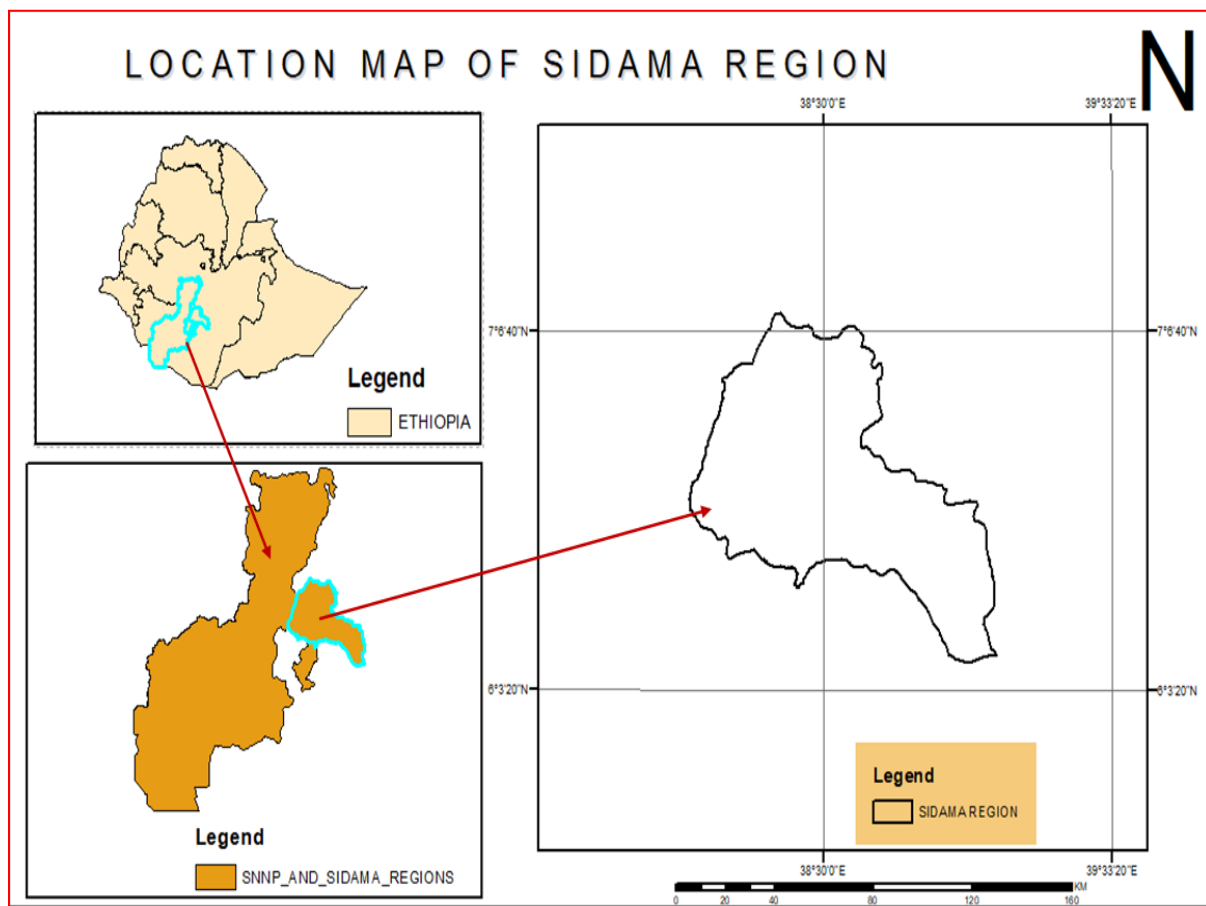 LOCATION MAP OF SIDAMA REGION
N
Legend
ETHIOPIA
Legend
SNNP_AND_SIDAMA_REGIONS
38°30'0"E
39°33'20"E
7°6'40"N
7°6'40"N
6°3'20"N
6°3'20"N
Legend
SIDAMA REGION
38°30'0"E
39°33'20"E
KM
0 20 40 80 120 160